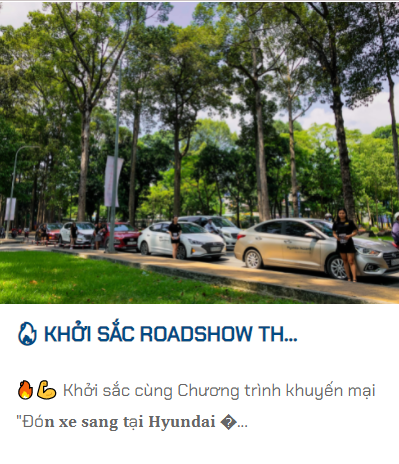 🔥 KHỞI SẮC ROADSHOW TH...
🔥💪 Khởi sắc cùng Chương trình khuyến mại
"Đón xe sang tại Hyundai �...